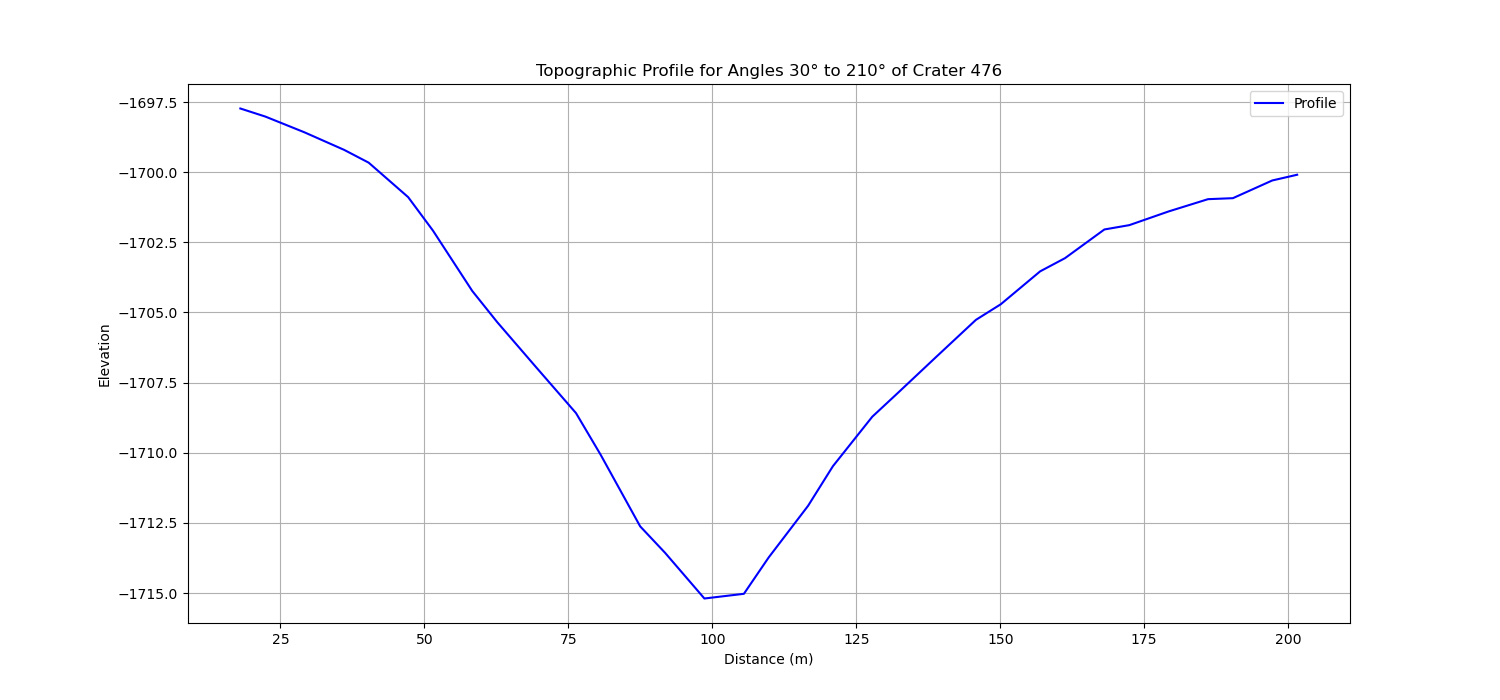 Topographic Profile for Angles 30° to 210° of Crater 476
Profile
Elevation
−1697.5
−1700.0
−1702.5
−1705.0
−1707.5
−1710.0
−1712.5
−1715.0
25 50 75 100 125 150 175 200
Distance (m)